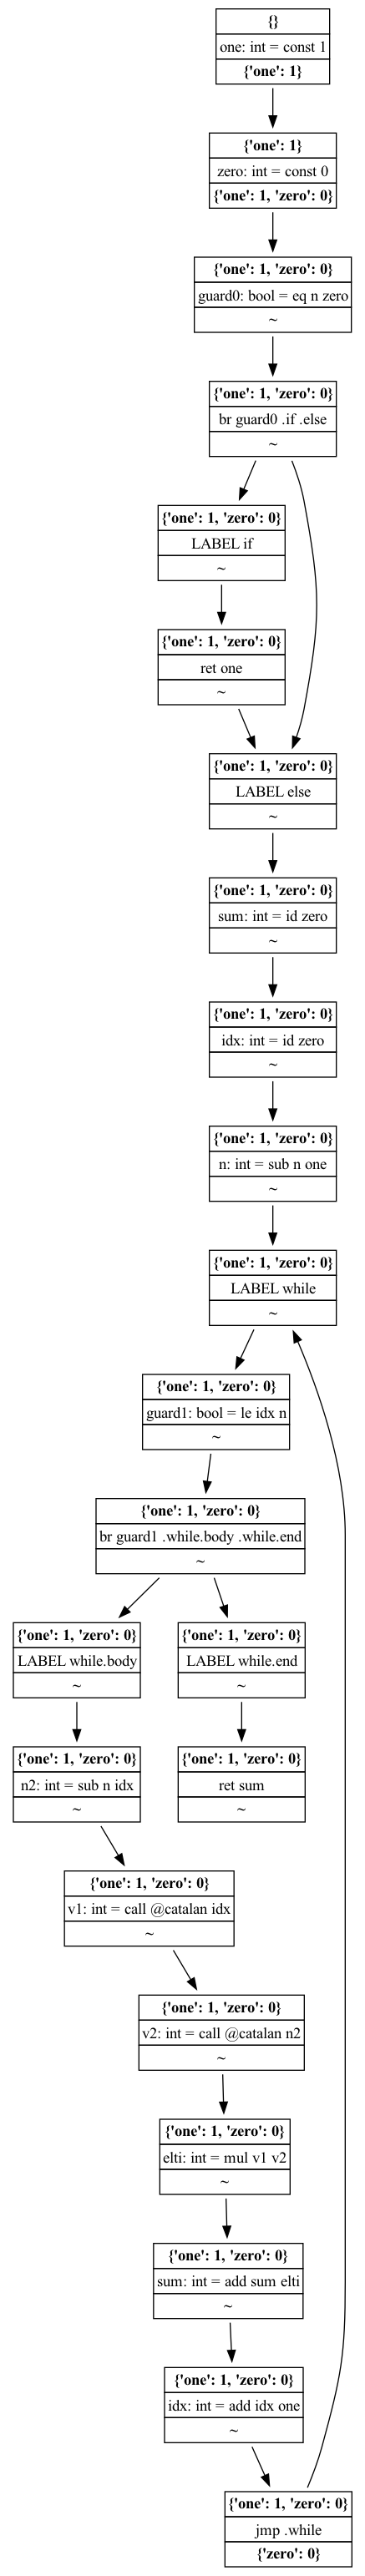 {}
one: int = const 1
{'one': 1}
{'one': 1}
zero: int = const 0
{'one': 1, 'zero': 0}
{'one': 1, 'zero': 0}
guard0: bool = eq n zero
~
{'one': 1, 'zero': 0}
br guard0 .if .else
~
{'one': 1, 'zero': 0}
LABEL if
~
{'one': 1, 'zero': 0}
ret one
~
{'one': 1, 'zero': 0}
LABEL else
~
{'one': 1, 'zero': 0}
sum: int = id zero
~
{'one': 1, 'zero': 0}
idx: int = id zero
~
{'one': 1, 'zero': 0}
n: int = sub n one
~
{'one': 1, 'zero': 0}
LABEL while
~
{'one': 1, 'zero': 0}
guard1: bool = le idx n
~
{'one': 1, 'zero': 0}
br guard1 .while.body .while.end
~
{'one': 1, 'zero': 0}
LABEL while.body
~
{'one': 1, 'zero': 0}
LABEL while.end
~
{'one': 1, 'zero': 0}
n2: int = sub n idx
~
{'one': 1, 'zero': 0}
ret sum
~
{'one': 1, 'zero': 0}
v1: int = call @catalan idx
~
{'one': 1, 'zero': 0}
v2: int = call @catalan n2
~
{'one': 1, 'zero': 0}
elti: int = mul v1 v2
~
{'one': 1, 'zero': 0}
sum: int = add sum elti
~
{'one': 1, 'zero': 0}
idx: int = add idx one
~
{'one': 1, 'zero': 0}
jmp .while
{'zero': 0}